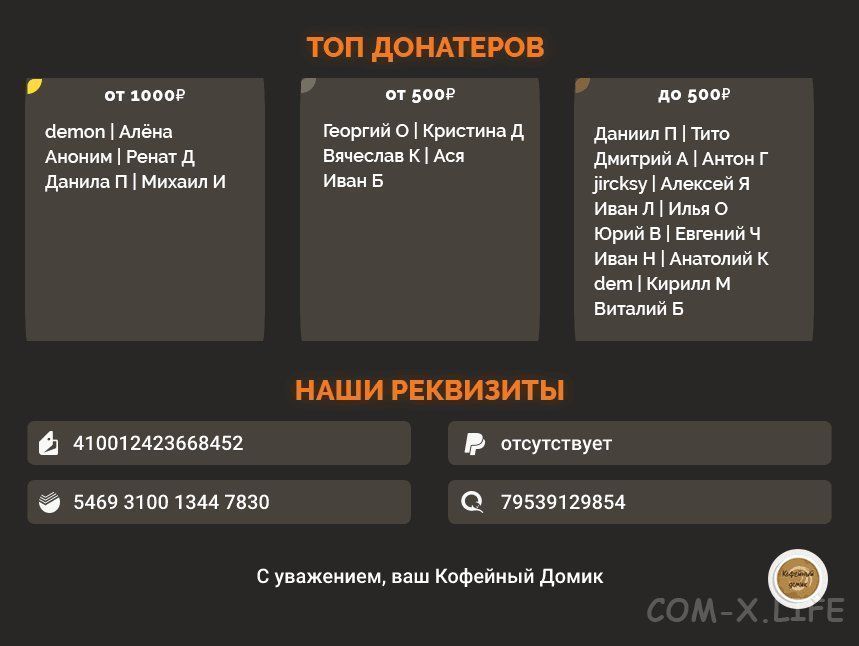 ТОП ДОНАТЕРОВ
от 1000₽
demon | Алёна
Аноним | Ренат Д
Данила П | Михаил И
от 500₽
Георгий О | Кристина Д
Вячеслав К | Ася
Иван Б
до 500₽
Даниил П | Тито
Дмитрий А | Антон Г
jircksy | Алексей Я
Иван Л | Илья О
Юрий В | Евгений Ч
Иван Н | Анатолий К
dem | Кирилл М
Виталий Б
НАШИ РЕКВИЗИТЫ
410012423668452
отсутствует
5469 3100 1344 7830
79539129854
С уважением, ваш Кофейный Домик
Кофейный
домик
COM-X.LIFE